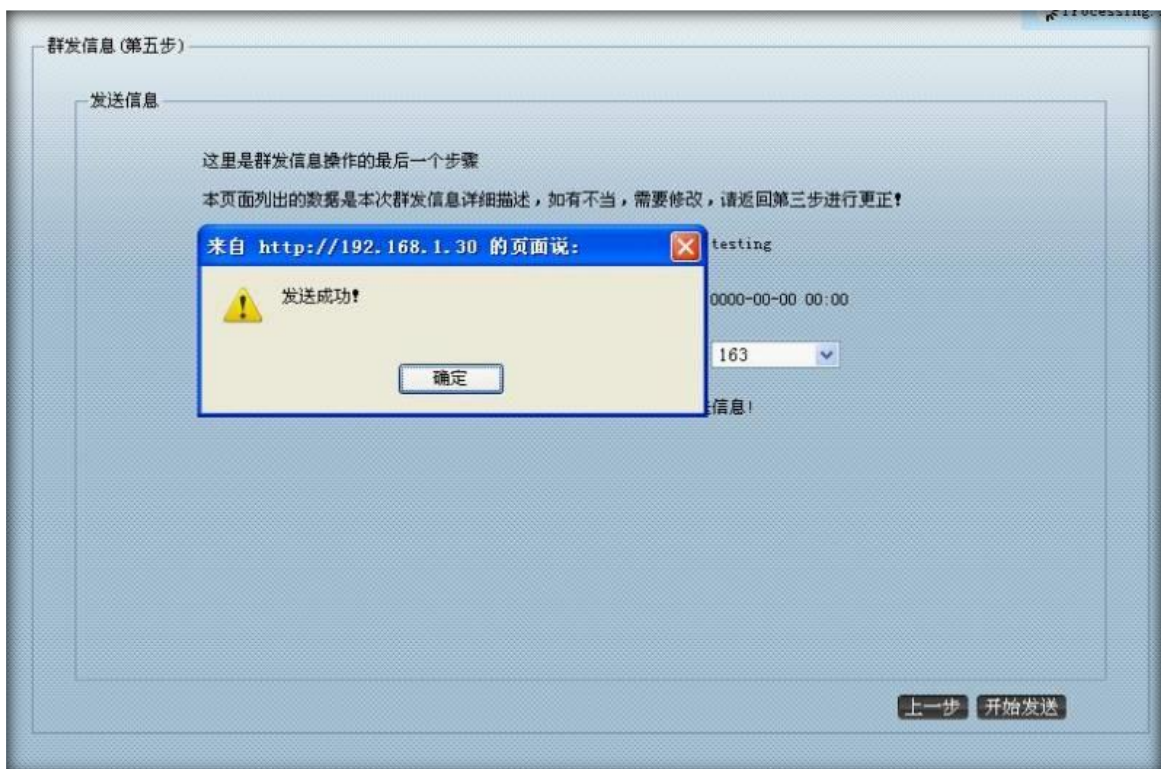 Processing.
群发信息(第五步)
发送信息
这里是群发信息操作的最后一个步骤
本页面列出的数据是本次群发信息详细描述，如有不当，需要修改，请返回第三步进行更正！
来自 http://192.168.1.30 的页面说：
testing
发送成功！
0000-00-00 00:00
163
确定
信息！
上一步 开始发送